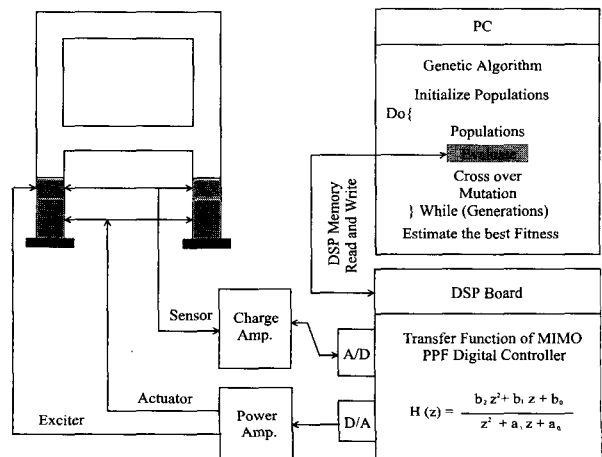 PC
Genetic Algorithm
Initialize Populations
Do {
Populations
Evaluate
Cross over
Mutation
} While (Generations)
Estimate the best Fitness
DSP Memory
Read and Write
DSP Board
Transfer Function of MIMO
PPF Digital Controller
H (z) = b₂ z² + b₁ z + b₀ / z² + a₁ z + a₀
Sensor
Charge
Amp.
A/D
Actuator
Exciter
Power
Amp.
D/A